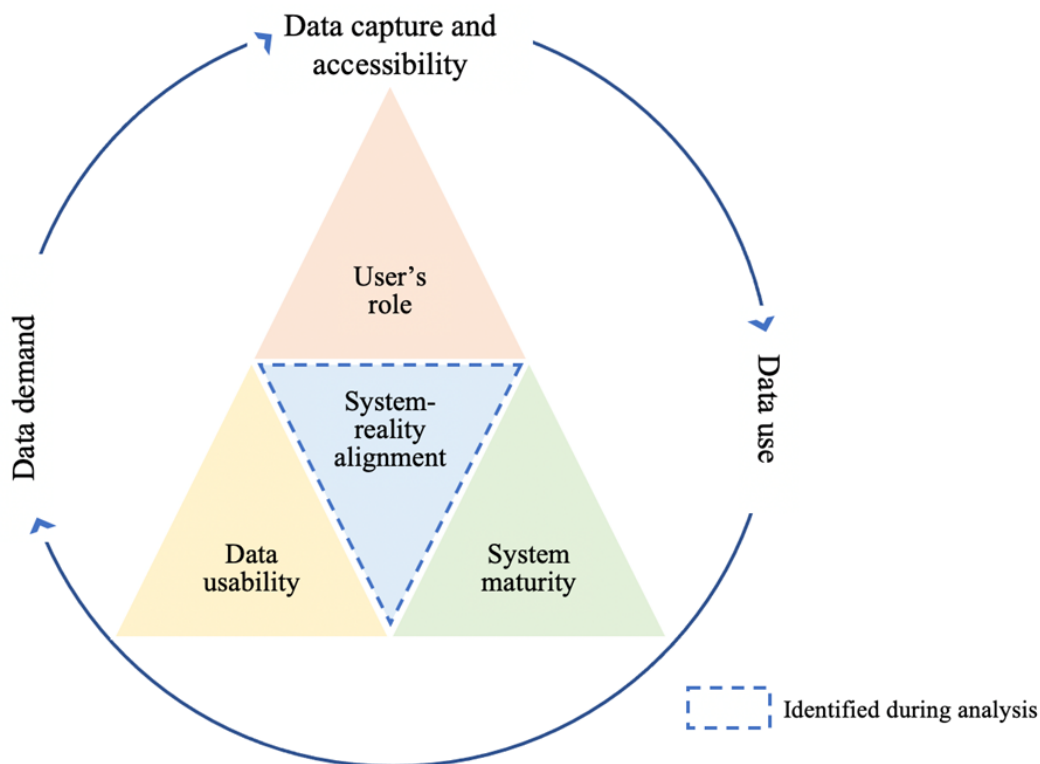 Data capture and
accessibility
User's
role
Data demand
System-
reality
alignment
Data use
Data
usability
System
maturity
Identified during analysis